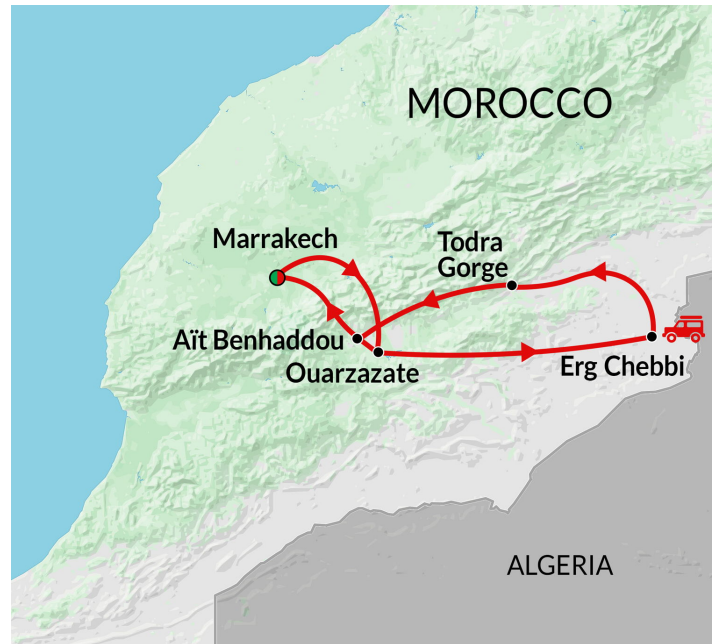 MOROCCO
Marrakech
Todra
Gorge
Aït Benhaddou
Ouarzazate
Erg Chebbi
ALGERIA